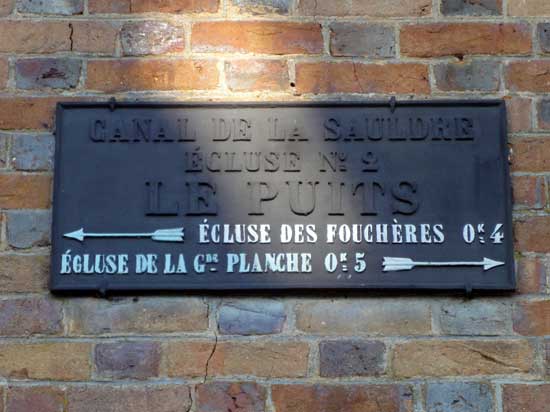 CANAL DE LA SAULDRE
ÉCLUSE No. 2
LE PUITS
ÉCLUSE DES FOUCHÈRES 0K.4
ÉCLUSE DE LA GDE PLANCHE 0K.5